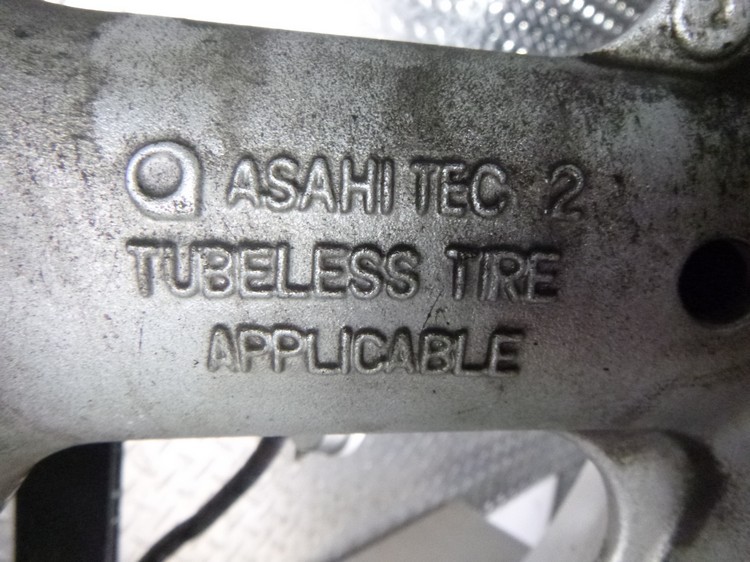 ASAHI TEC 2
TUBELESS TIRE
APPLICABLE